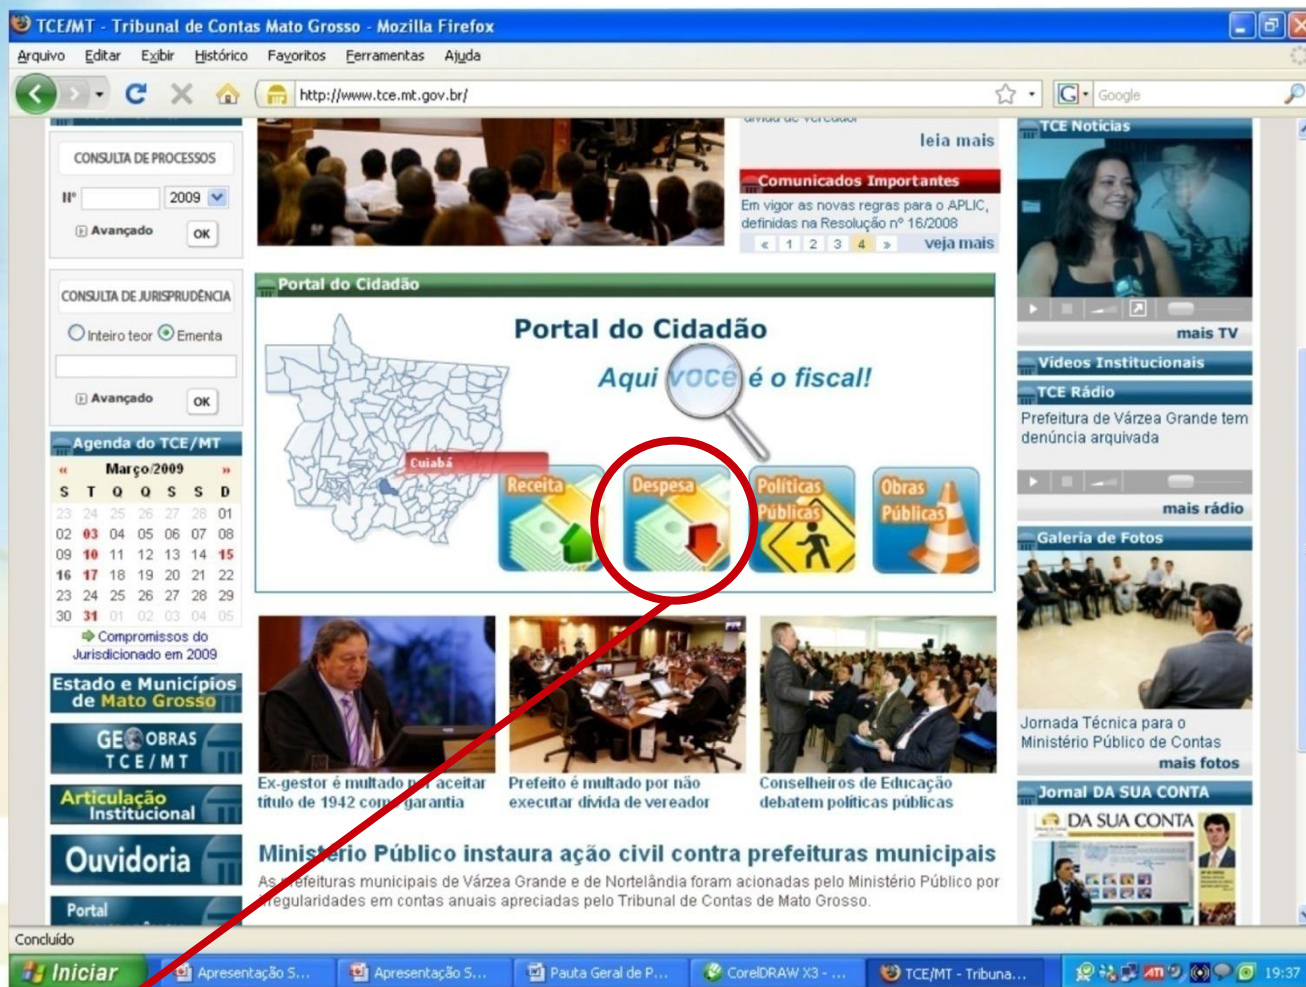 TCE/MT - Tribunal de Contas Mato Grosso - Mozilla Firefox
Arquivo Editar Exibir Histórico Favoritos Ferramentas Ajuda
http://www.tce.mt.gov.br/
Google
CONSULTA DE PROCESSOS
Nº 2009
Avançado OK
CONSULTA DE JURISPRUDÊNCIA
Inteiro teor Ementa
Avançado OK
Agenda do TCE/MT
« Março/2009 »
S T Q Q S S D
23 24 25 26 27 28 01
02 03 04 05 06 07 08
09 10 11 12 13 14 15
16 17 18 19 20 21 22
23 24 25 26 27 28 29
30 31 01 02 03 04 05
Compromissos do
Jurisdicionado em 2009
Estado e Municípios
de Mato Grosso
GEOOBRAS
TCE/MT
Articulação
Institucional
Ouvidoria
Portal
dívida de vereador
leia mais
Comunicados Importantes
Em vigor as novas regras para o APLIC,
definidas na Resolução nº 16/2008
« 1 2 3 4 » veja mais
Portal do Cidadão
Portal do Cidadão
Aqui você é o fiscal!
Cuiabá
Receita
Despesa
Políticas
Públicas
Obras
Públicas
Ex-gestor é multado por aceitar
título de 1942 como garantia
Prefeito é multado por não
executar dívida de vereador
Conselheiros de Educação
debatem políticas públicas
Ministério Público instaura ação civil contra prefeituras municipais
As prefeituras municipais de Várzea Grande e de Nortelândia foram acionadas pelo Ministério Público por
irregularidades em contas anuais apreciadas pelo Tribunal de Contas de Mato Grosso.
TCE Notícias
mais TV
Vídeos Institucionais
TCE Rádio
Prefeitura de Várzea Grande tem
denúncia arquivada
mais rádio
Galeria de Fotos
Jornada Técnica para o
Ministério Público de Contas
mais fotos
Jornal DA SUA CONTA
DA SUA CONTA
Concluído
Iniciar
Apresentação S...
Apresentação S...
Pauta Geral de P...
CorelDRAW X3 - ...
TCE/MT - Tribuna...
19:37